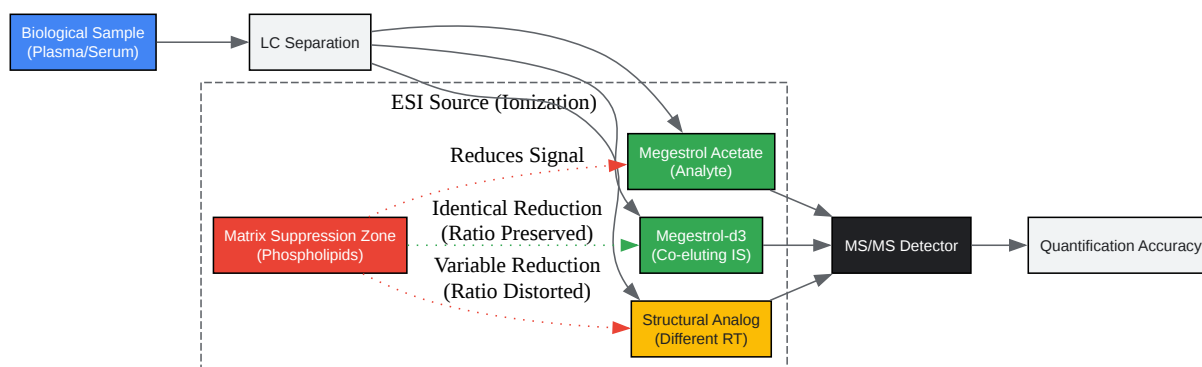 Biological Sample
(Plasma/Serum)
LC Separation
ESI Source (Ionization)
Reduces Signal
Megestrol Acetate
(Analyte)
Matrix Suppression Zone
(Phospholipids)
Identical Reduction
(Ratio Preserved)
Megestrol-d3
(Co-eluting IS)
MS/MS Detector
Quantification Accuracy
Variable Reduction
(Ratio Distorted)
Structural Analog
(Different RT)